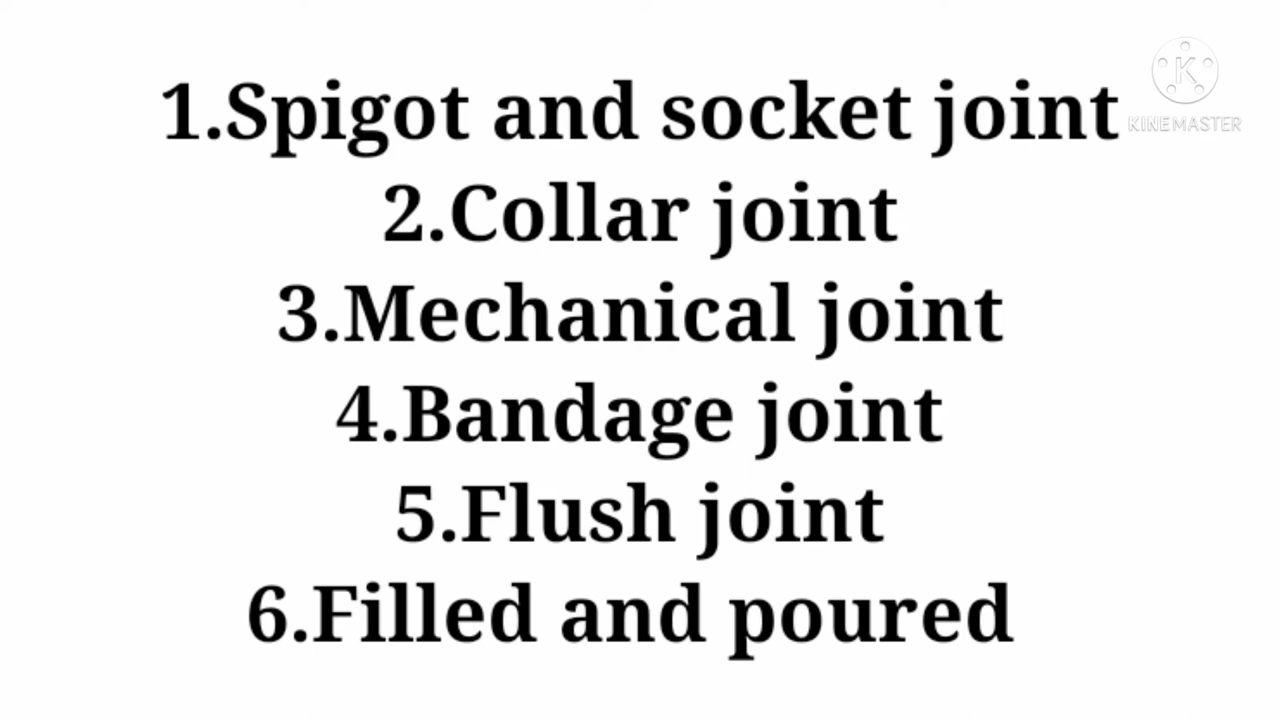 1.Spigot and socket joint
2.Collar joint
3.Mechanical joint
4.Bandage joint
5.Flush joint
6.Filled and poured
K
KINEMASTER